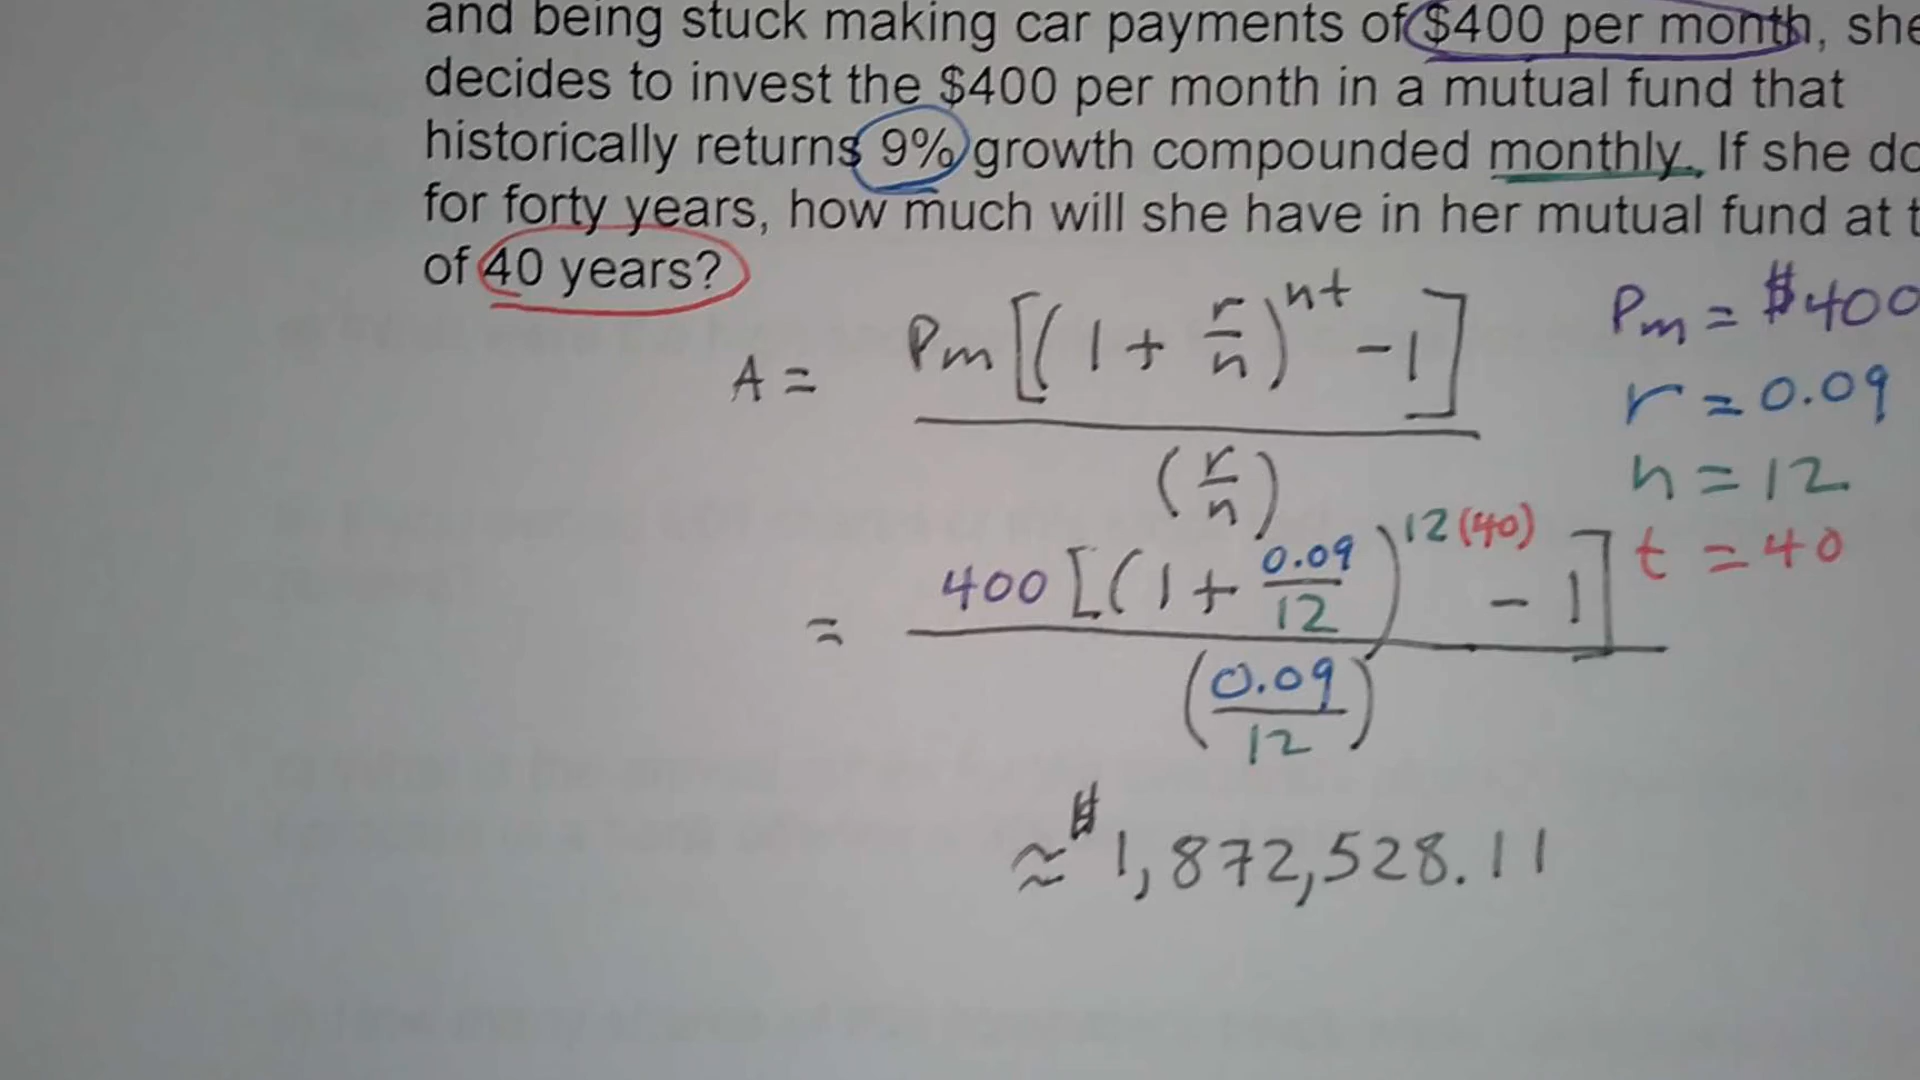 and being stuck making car payments of $400 per month, she
decides to invest the $400 per month in a mutual fund that
historically returns 9% growth compounded monthly. If she do
for forty years, how much will she have in her mutual fund at t
of 40 years?
A = Pm[(1 + r/n)^nt - 1] / (r/n)
Pm = $400
r = 0.09
n = 12
t = 40
= 400[(1 + 0.09/12)^12(40) - 1] / (0.09/12)
≈ $1,872,528.11